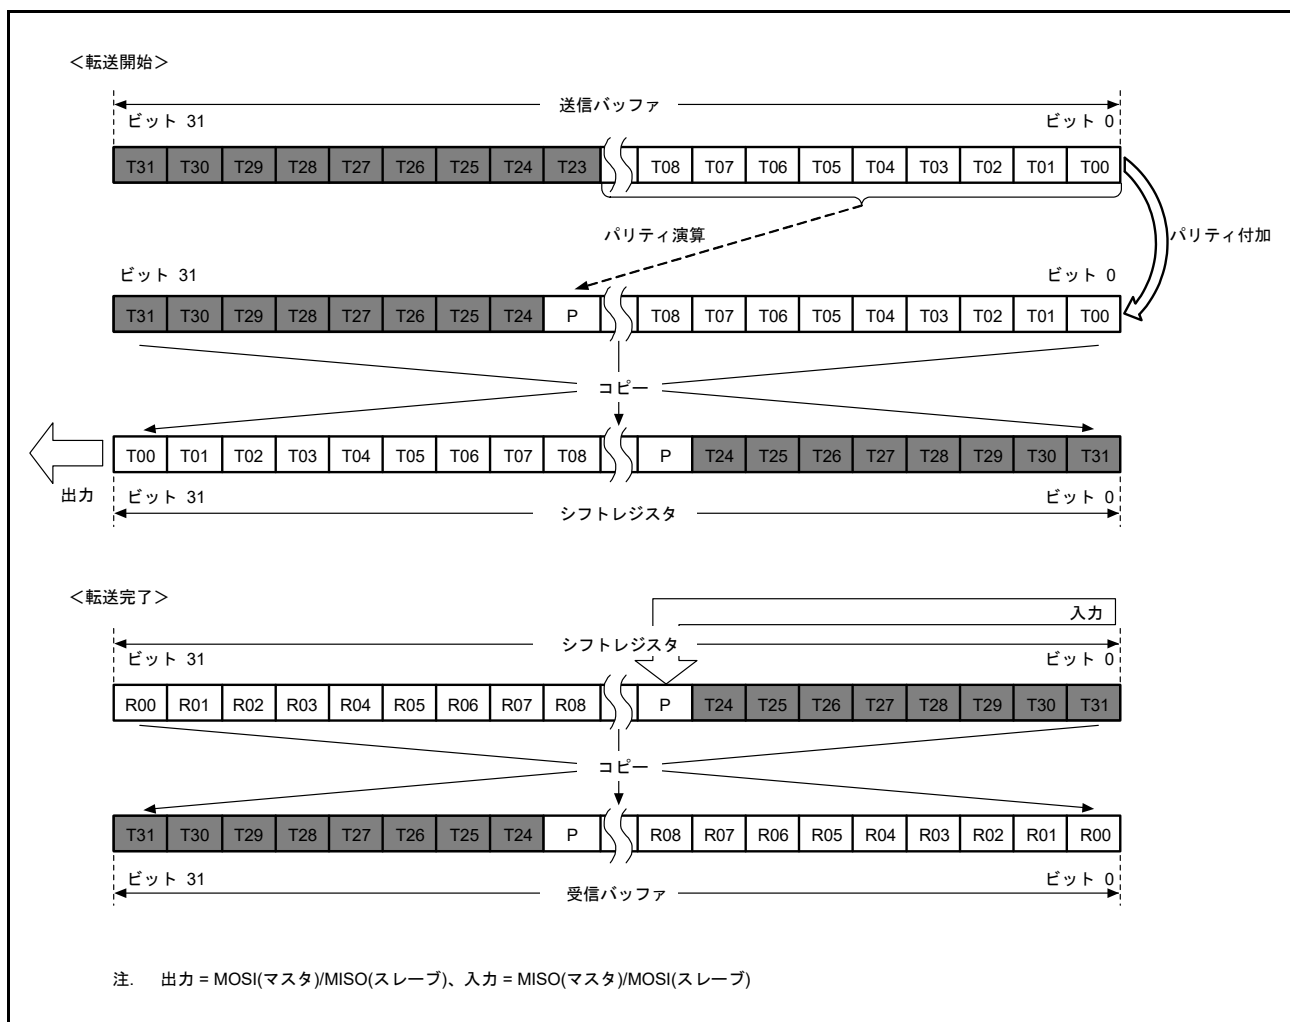 ＜転送開始＞
送信バッファ
ビット 31 ビット 0
T31 T30 T29 T28 T27 T26 T25 T24 T23 T08 T07 T06 T05 T04 T03 T02 T01 T00
パリティ演算 パリティ付加
ビット 31 ビット 0
T31 T30 T29 T28 T27 T26 T25 T24 P T08 T07 T06 T05 T04 T03 T02 T01 T00
コピー
T00 T01 T02 T03 T04 T05 T06 T07 T08 P T24 T25 T26 T27 T28 T29 T30 T31
出力 ビット 31 ビット 0
シフトレジスタ
＜転送完了＞
入力
シフトレジスタ
ビット 31 ビット 0
R00 R01 R02 R03 R04 R05 R06 R07 R08 P T24 T25 T26 T27 T28 T29 T30 T31
コピー
T31 T30 T29 T28 T27 T26 T25 T24 P R08 R07 R06 R05 R04 R03 R02 R01 R00
ビット 31 ビット 0
受信バッファ
注. 出力 = MOSI(マスタ)/MISO(スレーブ)、入力 = MISO(マスタ)/MOSI(スレーブ)